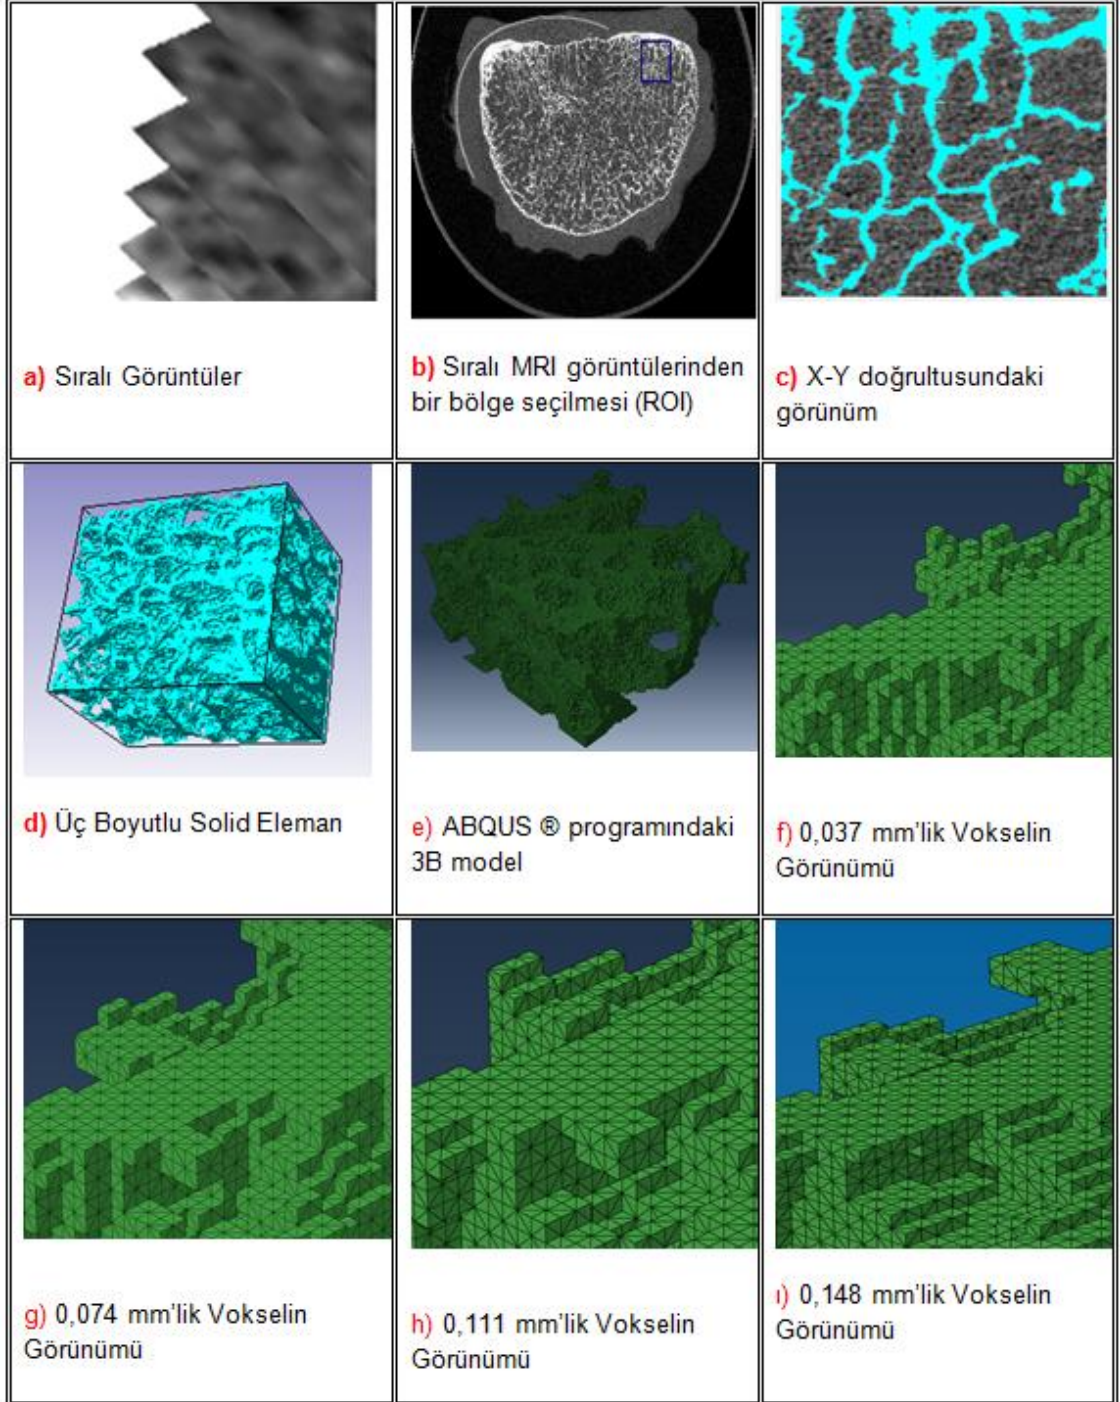 a) Sıralı Görüntüler
b) Sıralı MRI görüntülerinden
bir bölge seçilmesi (ROI)
c) X-Y doğrultusundaki
görünüm
d) Üç Boyutlu Solid Eleman
e) ABQUS ® programındaki
3B model
f) 0,037 mm'lik Vokselin
Görünümü
g) 0,074 mm'lik Vokselin
Görünümü
h) 0,111 mm'lik Vokselin
Görünümü
ı) 0,148 mm'lik Vokselin
Görünümü